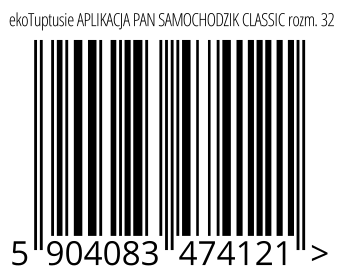 ekoTuptusie APLIKACJA PAN SAMOCHODZIK CLASSIC rozm. 32
5 904083 474121 >